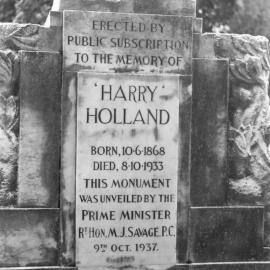 ERECTED BY
PUBLIC SUBSCRIPTION
TO THE MEMORY OF
'HARRY'
HOLLAND
BORN, 10·6·1868
DIED, 8·10·1933
THIS MONUMENT
WAS UNVEILED BY THE
PRIME MINISTER
RT HON. M.J. SAVAGE. P.C.
9TH OCT. 1937.